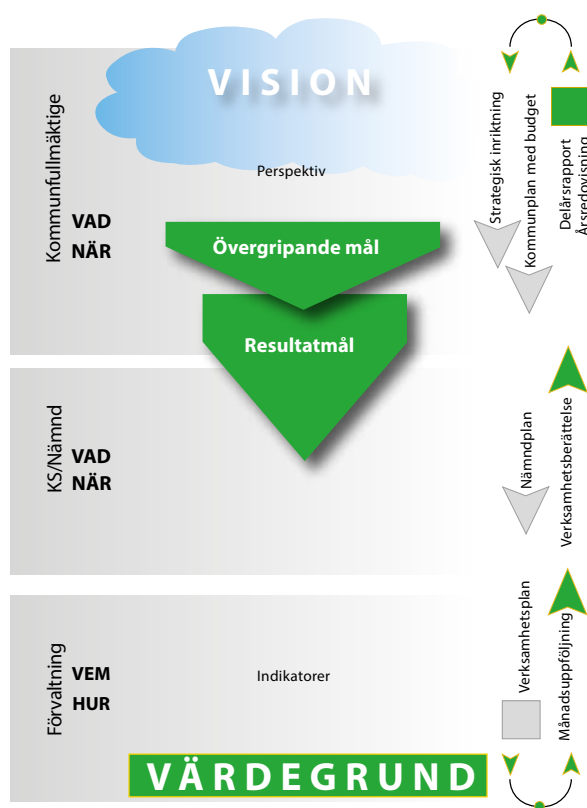 VISION
Perspektiv
Kommunfullmäktige
VAD
NÄR
Övergripande mål
Resultatmål
Strategisk inriktning
Kommunplan med budget
Delårsrapport
Årsredovisning
KS/Nämnd
VAD
NÄR
Nämndplan
Verksamhetsberättelse
Förvaltning
VEM
HUR
Indikatorer
Verksamhetsplan
Månadsuppföljning
VÄRDEGRUND